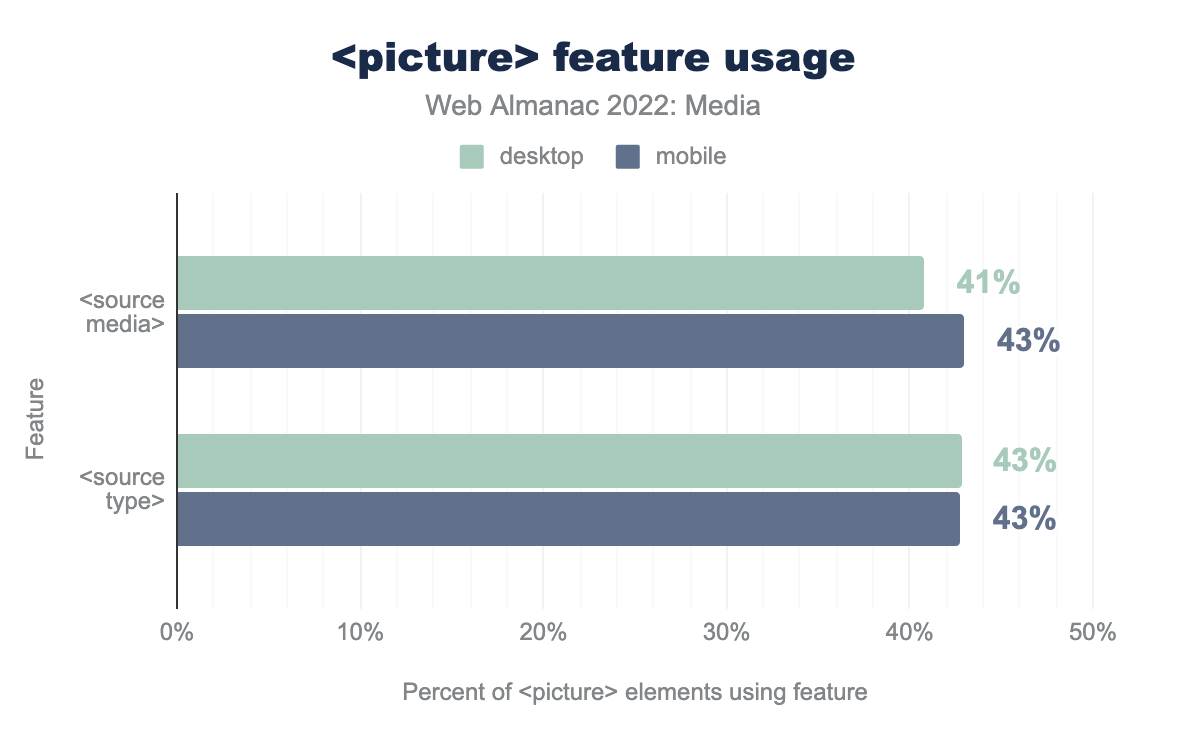 <picture> feature usage
Web Almanac 2022: Media
desktop
mobile
<source
media>
41%
43%
Feature
<source
type>
43%
43%
0%
10%
20%
30%
40%
50%
Percent of <picture> elements using feature